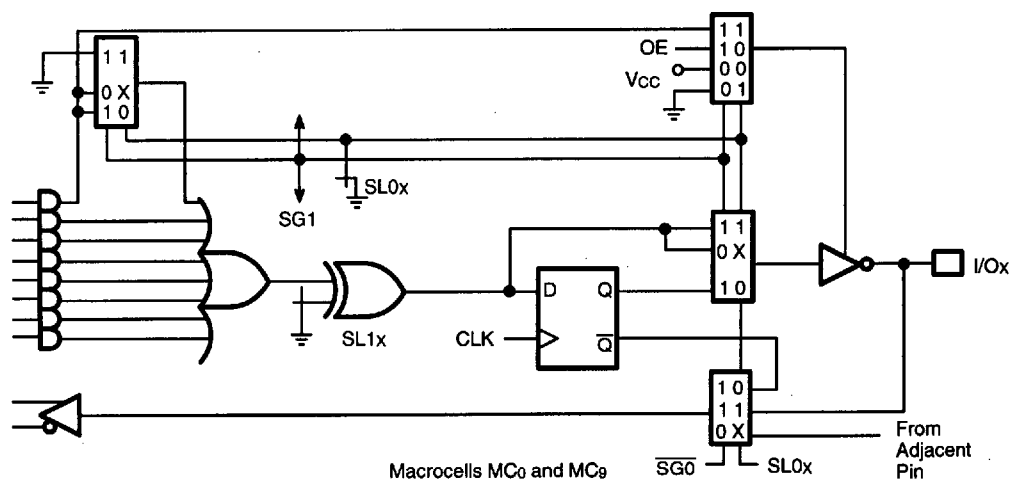 1 1
0 X
1 0
OE
VCC
1 1
1 0
0 0
0 1
SG1
SL0x
SL1x
CLK
D
Q
Q̅
1 1
0 X
1 0
I/Ox
1 0
1 1
0 X
S̅G̅0̅
SL0x
From
Adjacent
Pin
Macrocells MC0 and MC9